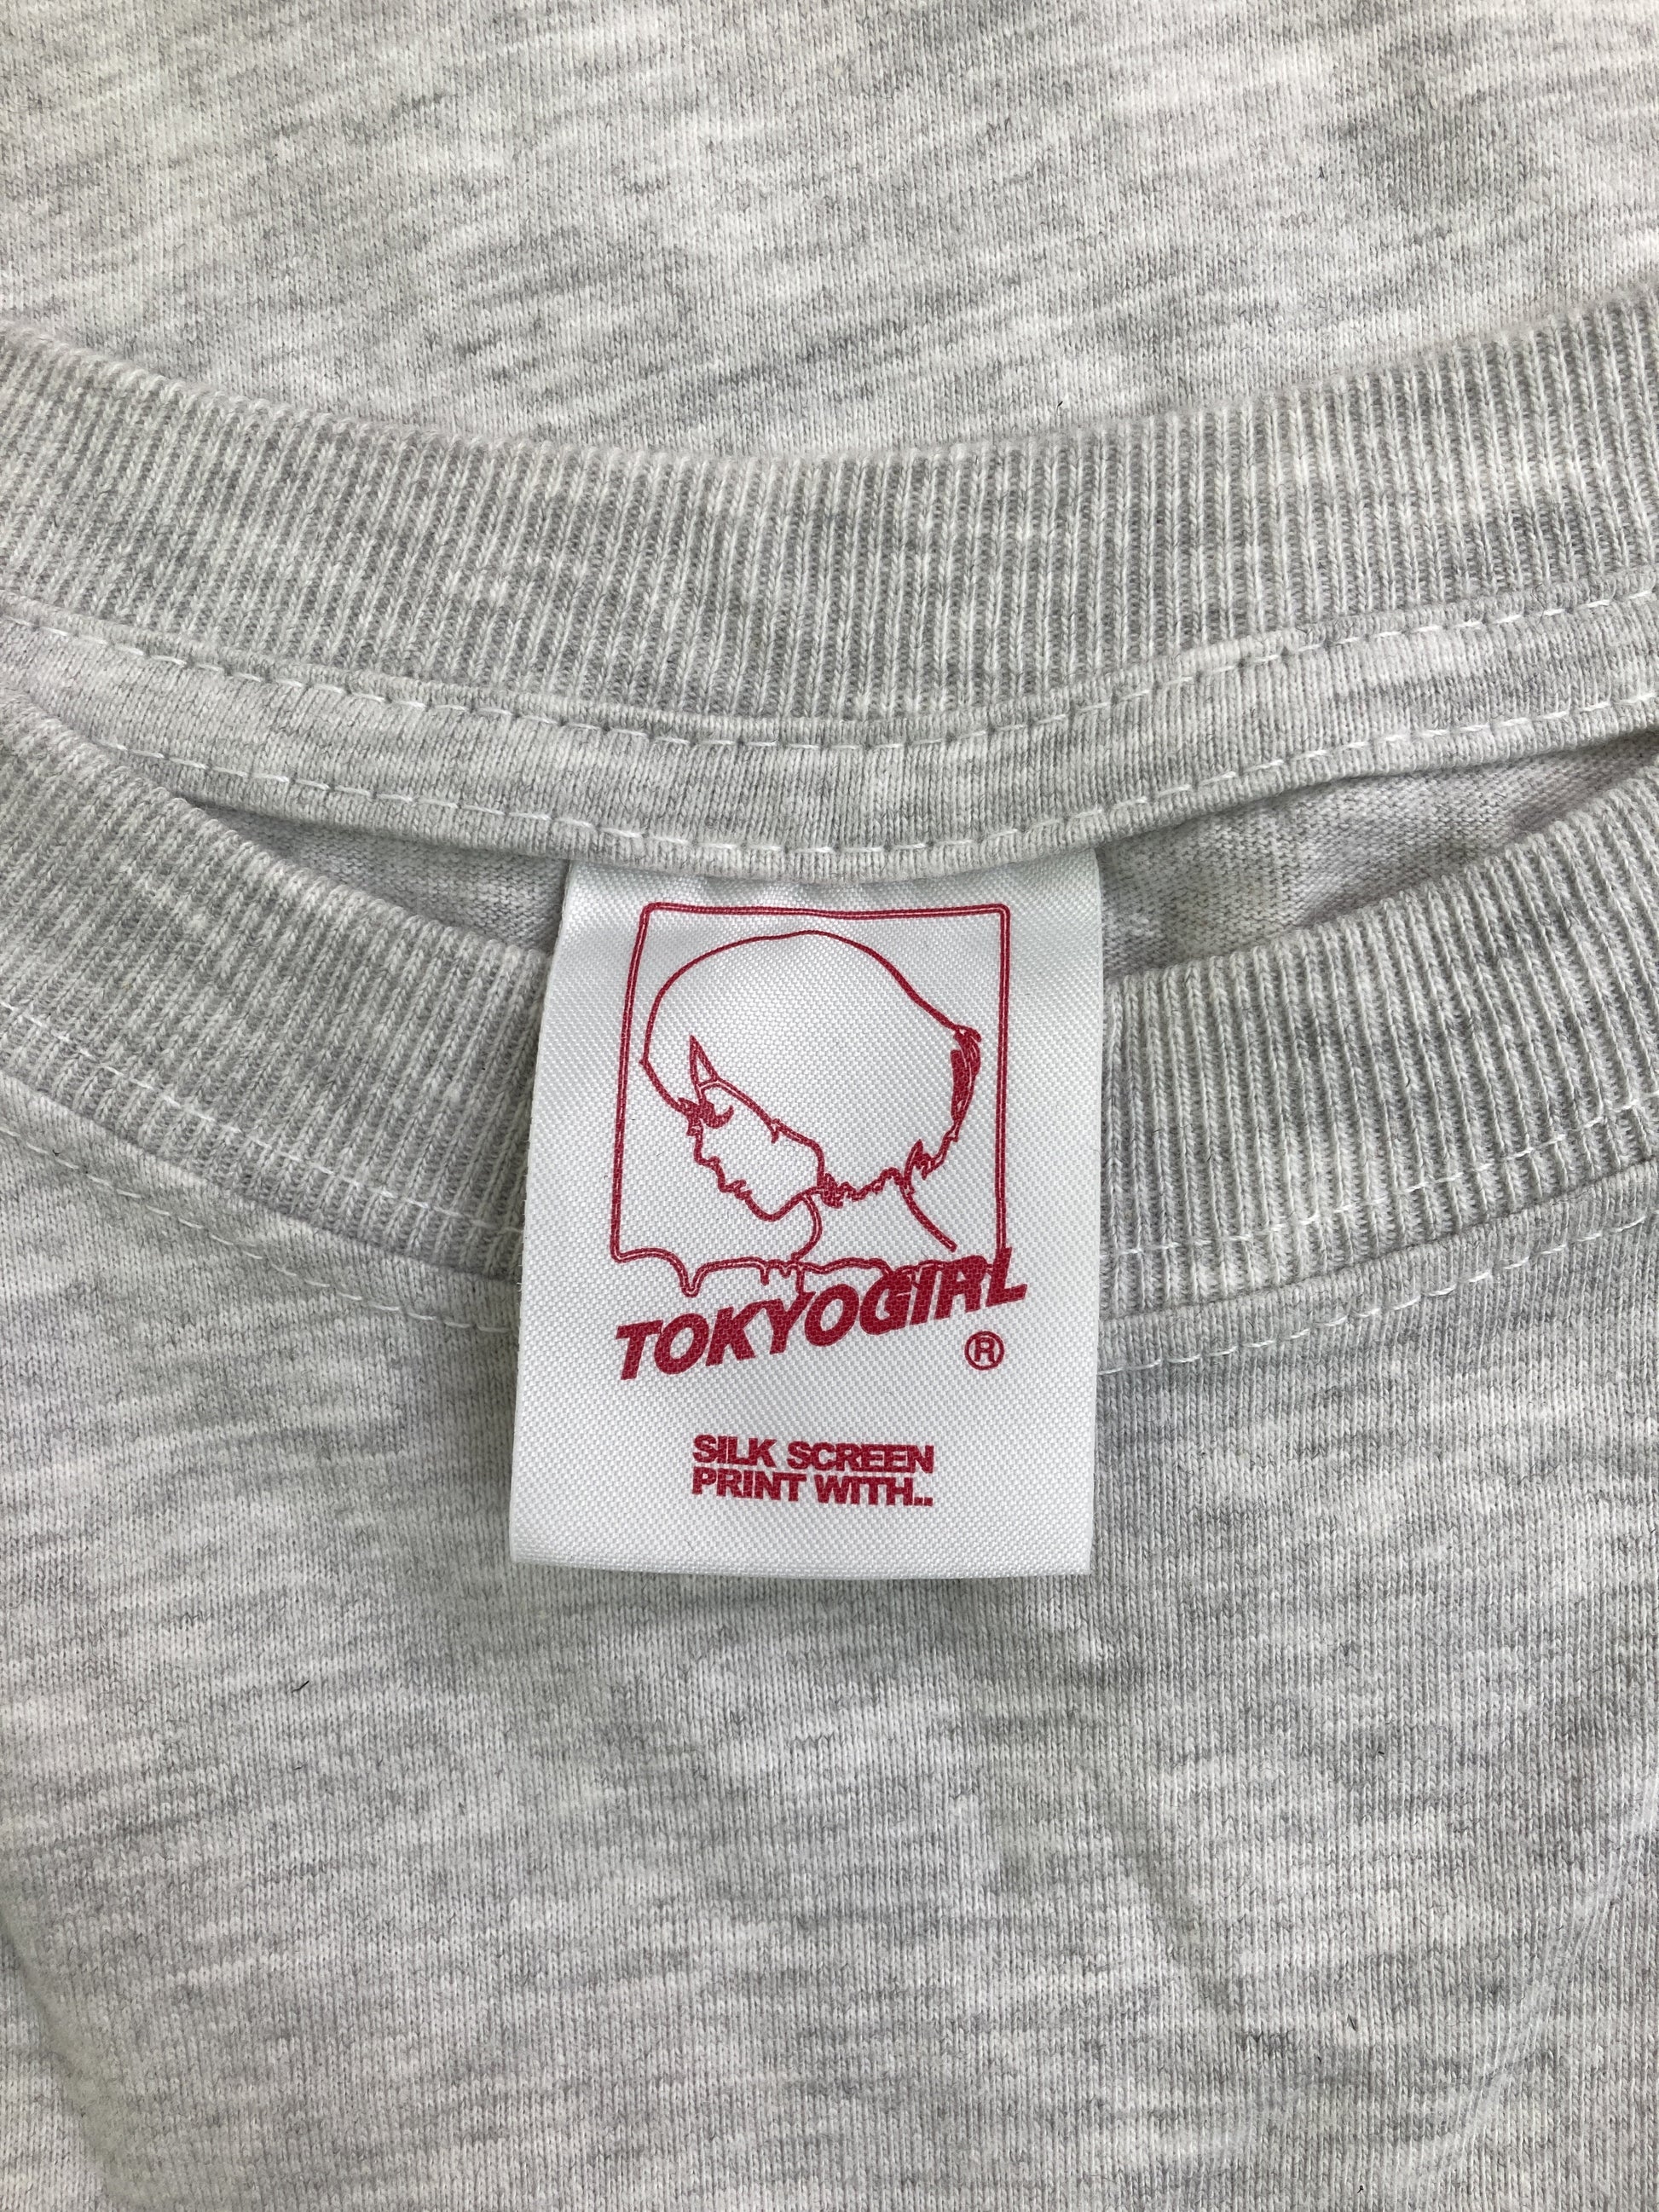 TOKYOGIRL
®
SILK SCREEN
PRINT WITH..